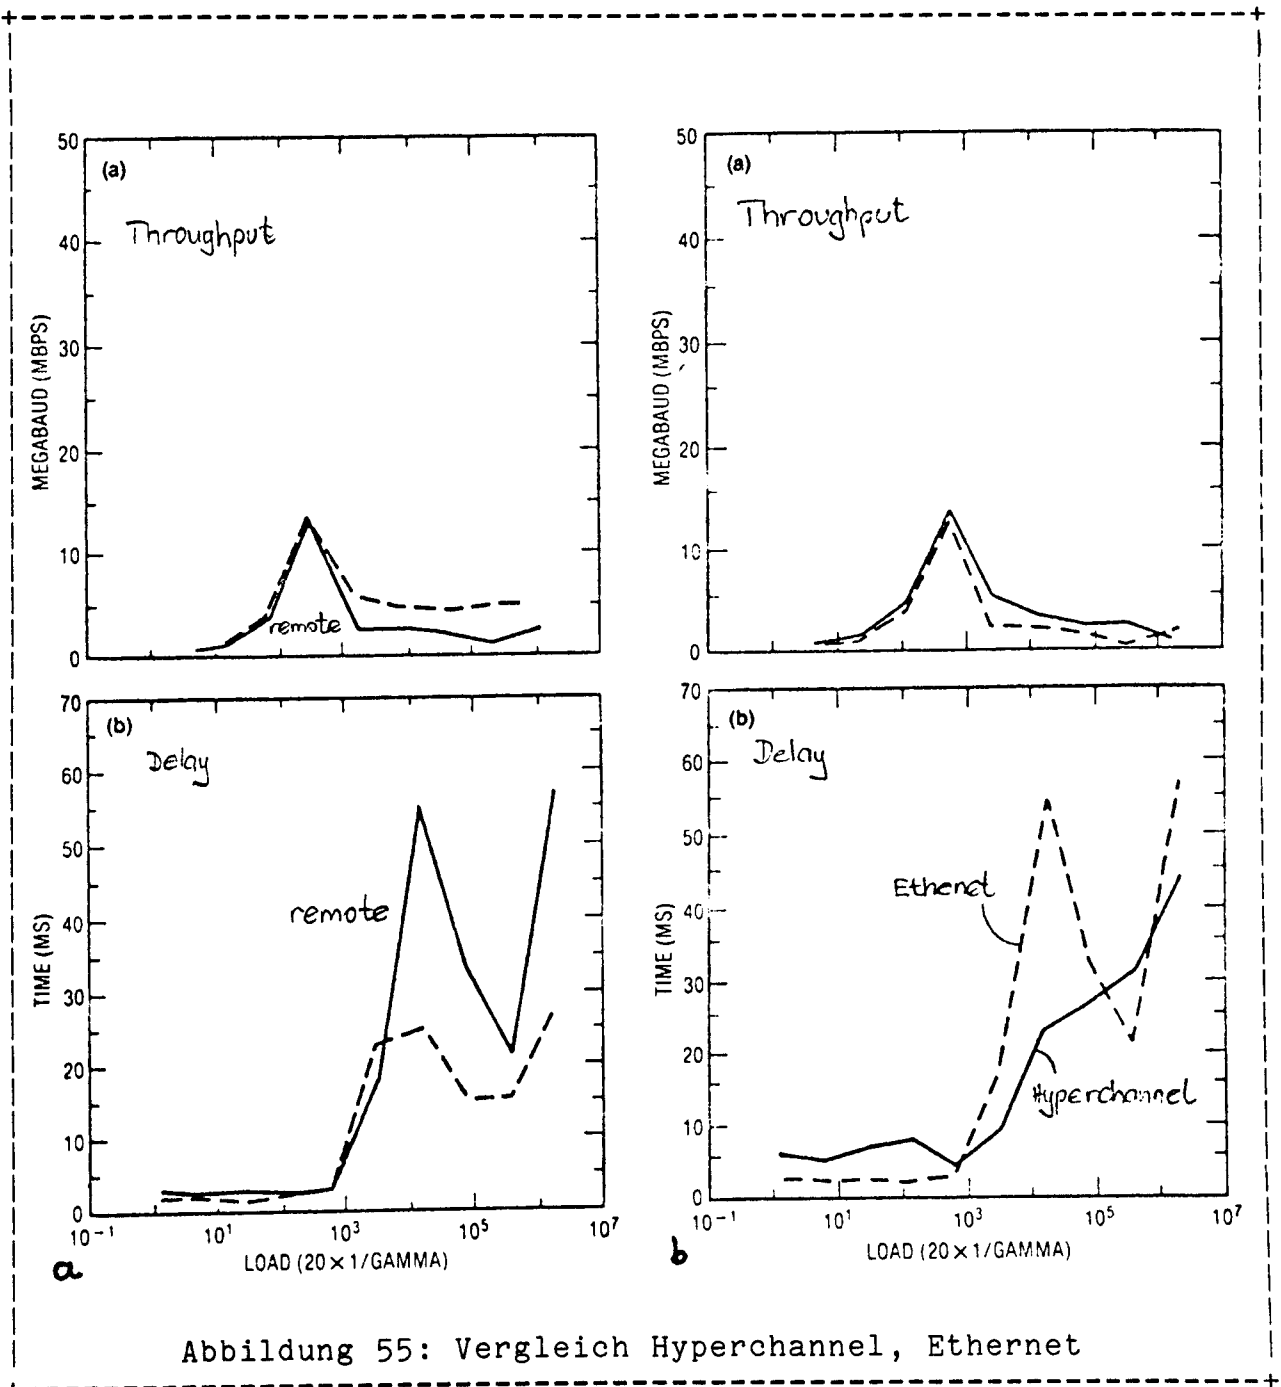 50
(a)
Throughput
40
MEGABAUD (MBPS)
30
20
10
remote
0
50
(a)
Throughput
40
MEGABAUD (MBPS)
30
20
10
0
70
(b)
Delay
60
50
remote
40
TIME (MS)
30
20
10
0
10⁻¹ 10¹ 10³ 10⁵ 10⁷
LOAD (20 × 1/GAMMA)
a
70
(b)
Delay
60
50
Ethenet
40
TIME (MS)
30
20
Hyperchannel
10
0
10⁻¹ 10¹ 10³ 10⁵ 10⁷
LOAD (20 × 1/GAMMA)
b
Abbildung 55: Vergleich Hyperchannel, Ethernet